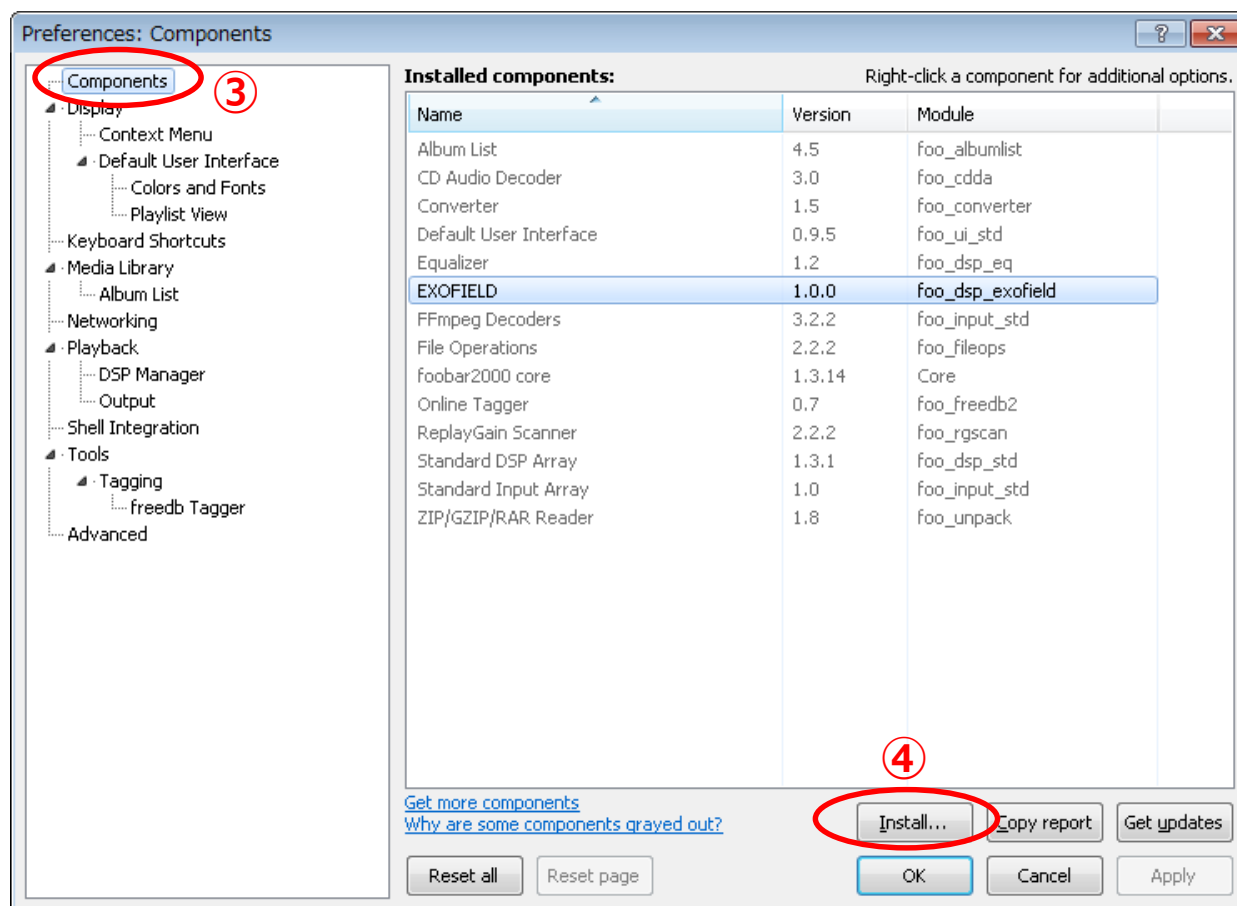 Preferences: Components
?
Components
③
Display
Context Menu
Default User Interface
Colors and Fonts
Playlist View
Keyboard Shortcuts
Media Library
Album List
Networking
Playback
DSP Manager
Output
Shell Integration
Tools
Tagging
freedb Tagger
Advanced
Installed components: Right-click a component for additional options.
Name Version Module
Album List 4.5 foo_albumlist
CD Audio Decoder 3.0 foo_cdda
Converter 1.5 foo_converter
Default User Interface 0.9.5 foo_ui_std
Equalizer 1.2 foo_dsp_eq
EXOFIELD 1.0.0 foo_dsp_exofield
FFmpeg Decoders 3.2.2 foo_input_std
File Operations 2.2.2 foo_fileops
foobar2000 core 1.3.14 Core
Online Tagger 0.7 foo_freedb2
ReplayGain Scanner 2.2.2 foo_rgscan
Standard DSP Array 1.3.1 foo_dsp_std
Standard Input Array 1.0 foo_input_std
ZIP/GZIP/RAR Reader 1.8 foo_unpack
④
Get more components
Why are some components grayed out?
Install... Copy report Get updates
Reset all Reset page OK Cancel Apply